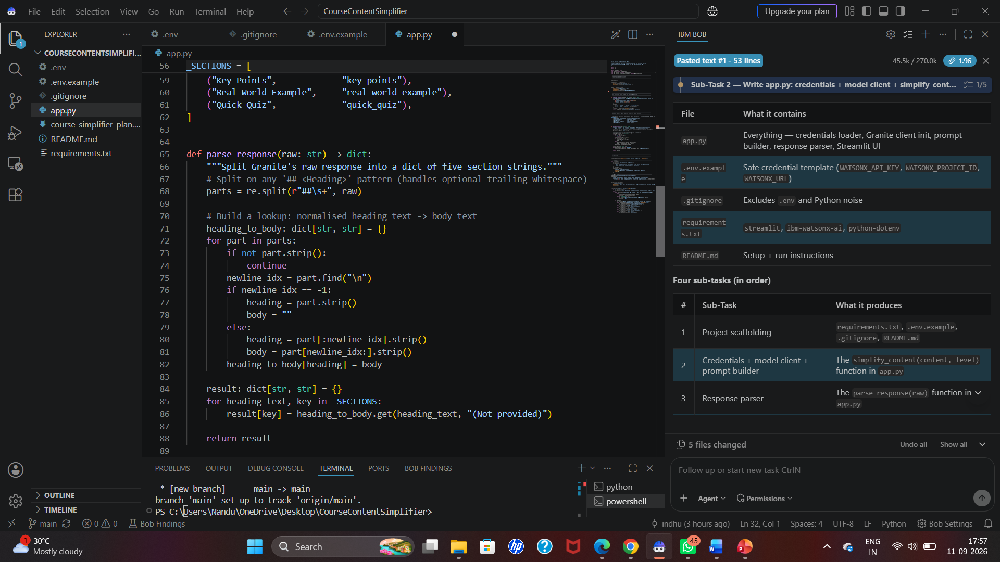 File Edit Selection View Go Run Terminal Help
CourseContentSimplifier
Upgrade your plan
EXPLORER
COURSECONTENTSIMPLIFI...
.env
.env.example
.gitignore
app.py
course-simplifier-plan....
README.md
requirements.txt
OUTLINE
TIMELINE
1
.env
.gitignore
.env.example
app.py
app.py
56 _SECTIONS = [
59 ("Key Points", "key_points"),
60 ("Real-World Example", "real_world_example"),
61 ("Quick Quiz", "quick_quiz"),
62 ]
63
64
65 def parse_response(raw: str) -> dict:
66 """Split Granite's raw response into a dict of five section strings."""
67 # Split on any '## <Heading>' pattern (handles optional trailing whitespace)
68 parts = re.split(r"##\s+", raw)
69
70 # Build a lookup: normalised heading text -> body text
71 heading_to_body: dict[str, str] = {}
72 for part in parts:
73 if not part.strip():
74 continue
75 newline_idx = part.find("\n")
76 if newline_idx == -1:
77 heading = part.strip()
78 body = ""
79 else:
80 heading = part[:newline_idx].strip()
81 body = part[newline_idx:].strip()
82 heading_to_body[heading] = body
83
84 result: dict[str, str] = {}
85 for heading_text, key in _SECTIONS:
86 result[key] = heading_to_body.get(heading_text, "(Not provided)")
87
88 return result
89
PROBLEMS OUTPUT DEBUG CONSOLE TERMINAL PORTS BOB FINDINGS
* [new branch] main -> main
branch 'main' set up to track 'origin/main'.
PS C:\Users\Nandu\OneDrive\Desktop\CourseContentSimplifier>
python
powershell
IBM BOB
Pasted text #1 - 53 lines
45.5k / 270.0k
1.96
Sub-Task 2 — Write app.py: credentials + model client + simplify_cont... 1/5
File What it contains
app.py Everything — credentials loader, Granite client init, prompt
builder, response parser, Streamlit UI
.env.exampl Safe credential template (WATSONX_API_KEY, WATSONX_PROJECT_ID,
e WATSONX_URL)
.gitignore Excludes .env and Python noise
requirement
s.txt streamlit, ibm-watsonx-ai, python-dotenv
README.md Setup + run instructions
Four sub-tasks (in order)
# Sub-Task What it produces
1 Project scaffolding requirements.txt, .env.example,
.gitignore, README.md
2 Credentials + model client + The simplify_content(content, level)
prompt builder function in app.py
3 Response parser The parse_response(raw) function in
app.py
5 files changed Undo all Show all
Follow up or start new task CtrlN
Agent Permissions
main 0 0 Bob Findings
indhu (3 hours ago) Ln 32, Col 1 Spaces: 4 UTF-8 LF Python Bob Settings
1
30°C
Mostly cloudy
Search
hp
45
W
P
ENG
IN
17:57
11-09-2026